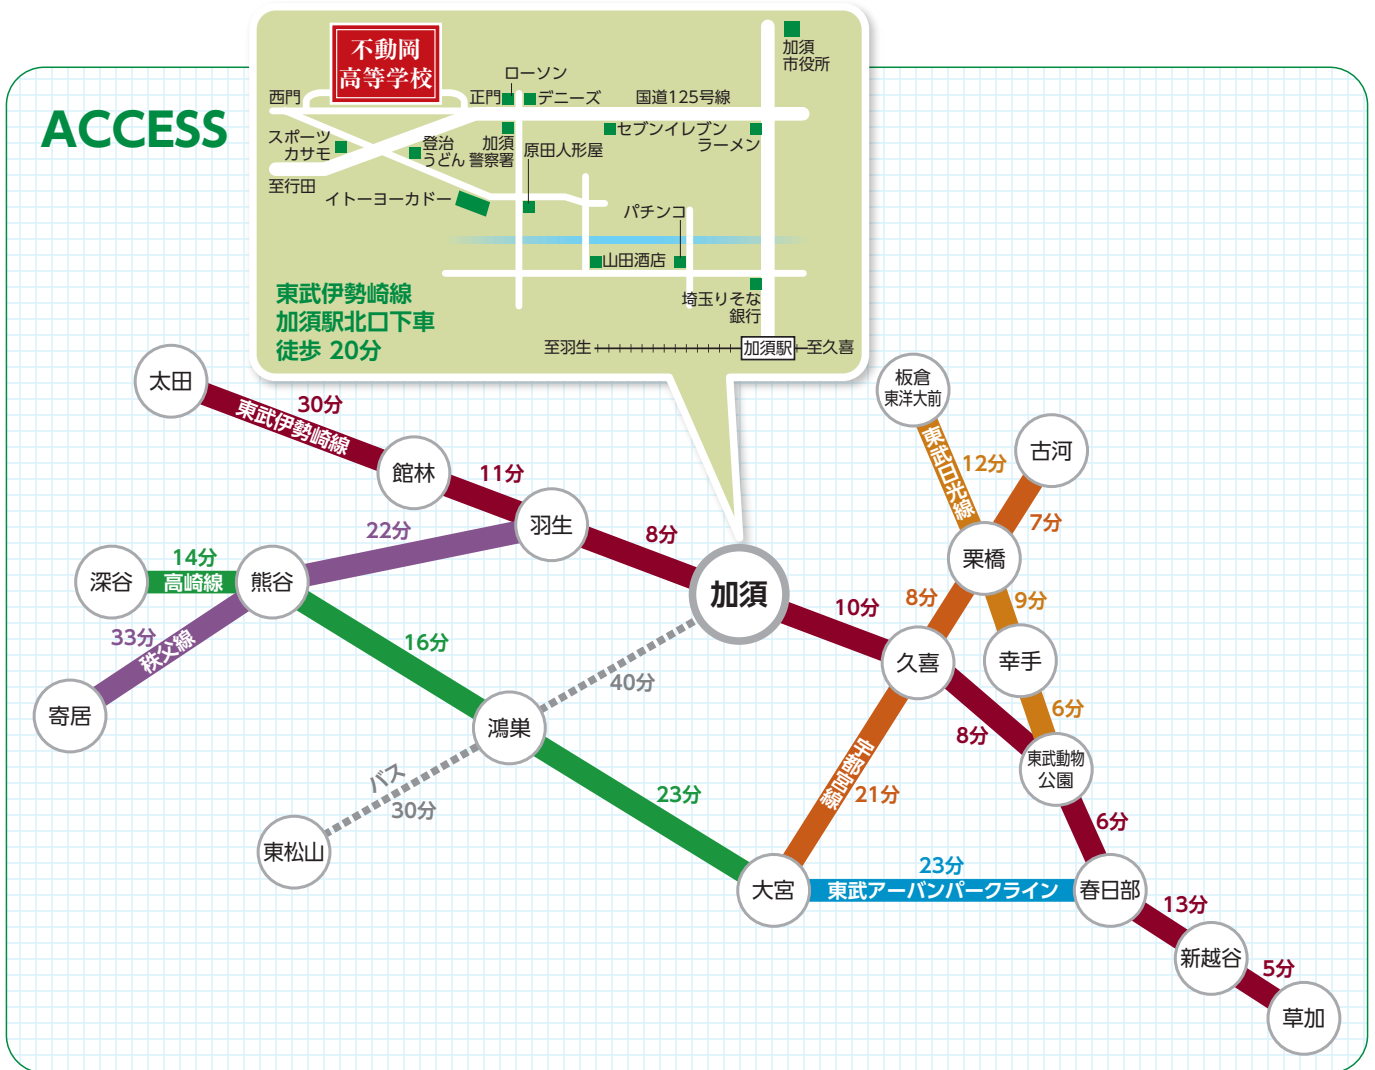 ACCESS
不動岡
高等学校
加須
市役所
ローソン
西門
正門
デニーズ
国道125号線
スポーツ
カサモ
登治
うどん
加須
警察署
セブンイレブン
ラーメン
原田人形屋
至行田
イトーヨーカドー
パチンコ
山田酒店
埼玉りそな
銀行
東武伊勢崎線
加須駅北口下車
徒歩 20分
至羽生
加須駅
至久喜
太田
30分
東武伊勢崎線
館林
11分
羽生
8分
加須
22分
14分
深谷
高崎線
熊谷
33分
秩父線
寄居
16分
40分
鴻巣
バス
30分
東松山
23分
板倉
東洋大前
東武日光線
12分
古河
7分
栗橋
8分
9分
10分
久喜
幸手
6分
8分
東武動物
公園
宇都宮線
21分
6分
大宮
23分
東武アーバンパークライン
春日部
13分
新越谷
5分
草加